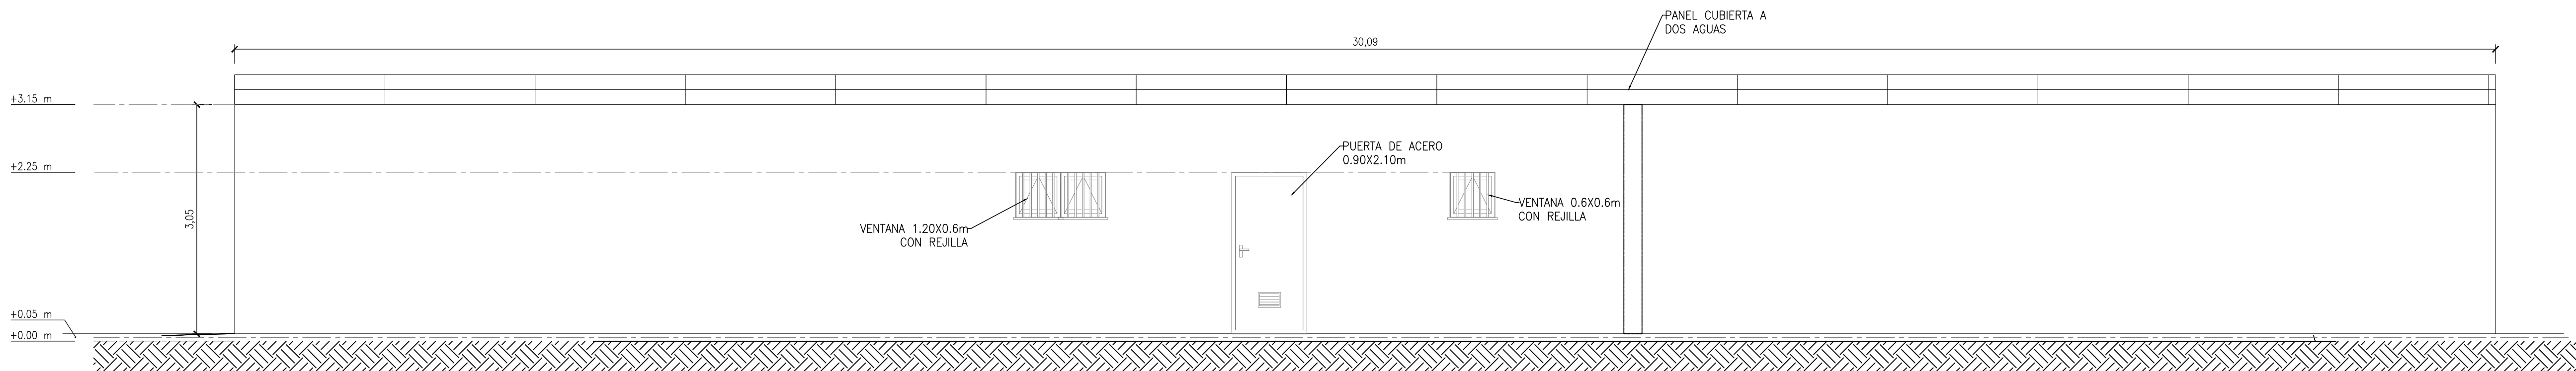 PANEL CUBIERTA A
DOS AGUAS
30,09
+3.15 m
PUERTA DE ACERO
0.90X2.10m
+2.25 m
3,05
VENTANA 1.20X0.6m
CON REJILLA
VENTANA 0.6X0.6m
CON REJILLA
+0.05 m
+0.00 m